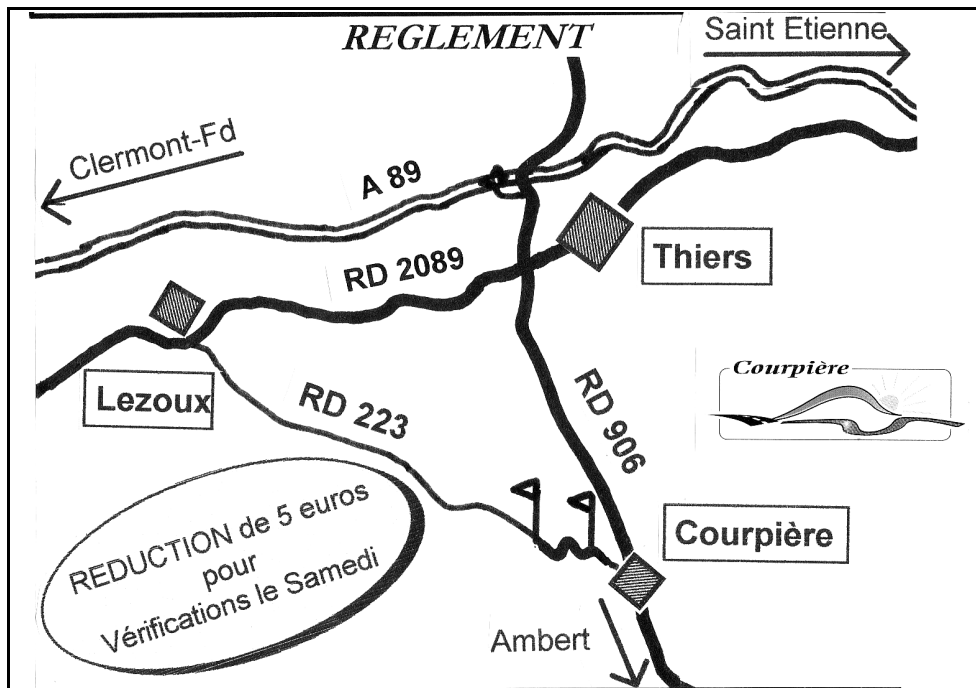 REGLEMENT
Saint Etienne
Clermont-Fd
A 89
RD 2089
Thiers
Lezoux
RD 223
RD 906
Courpière
Courpière
REDUCTION de 5 euros
pour
Vérifications le Samedi
Ambert